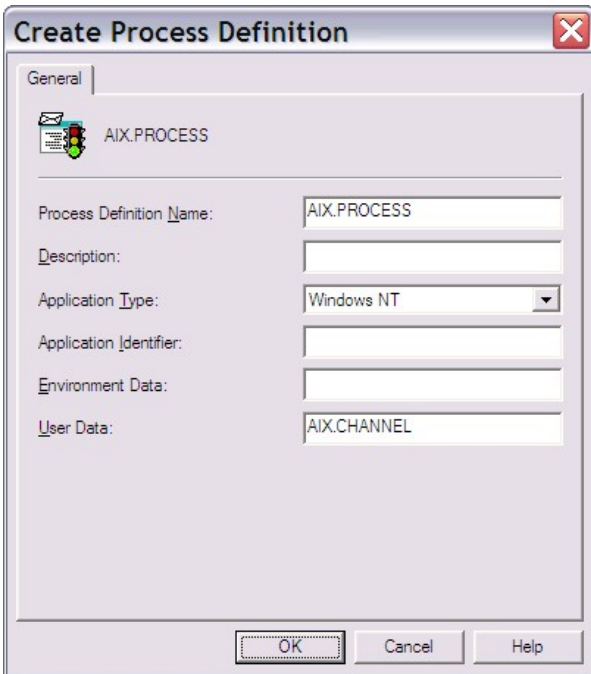 Create Process Definition
General
AIX.PROCESS
Process Definition Name: AIX.PROCESS
Description:
Application Type: Windows NT
Application Identifier:
Environment Data:
User Data: AIX.CHANNEL
OK Cancel Help